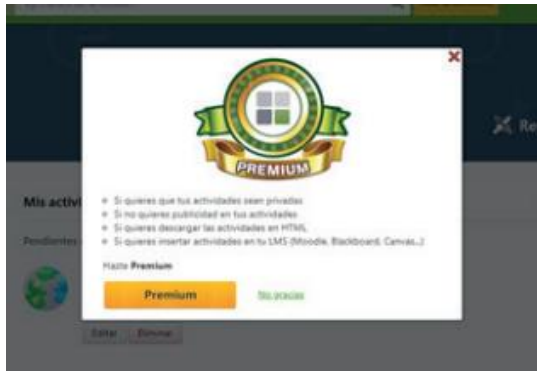 Re
PREMIUM
Mis activi
Si quieres que tus actividades sean privadas
Si no quieres publicidad en tus actividades
Si quieres descargar las actividades en HTML
Si quieres insertar actividades en tu LMS (Moodle, Blackboard, Canvas...)
Pendientes
Hazte Premium
Premium No gracias
Editar Eliminar